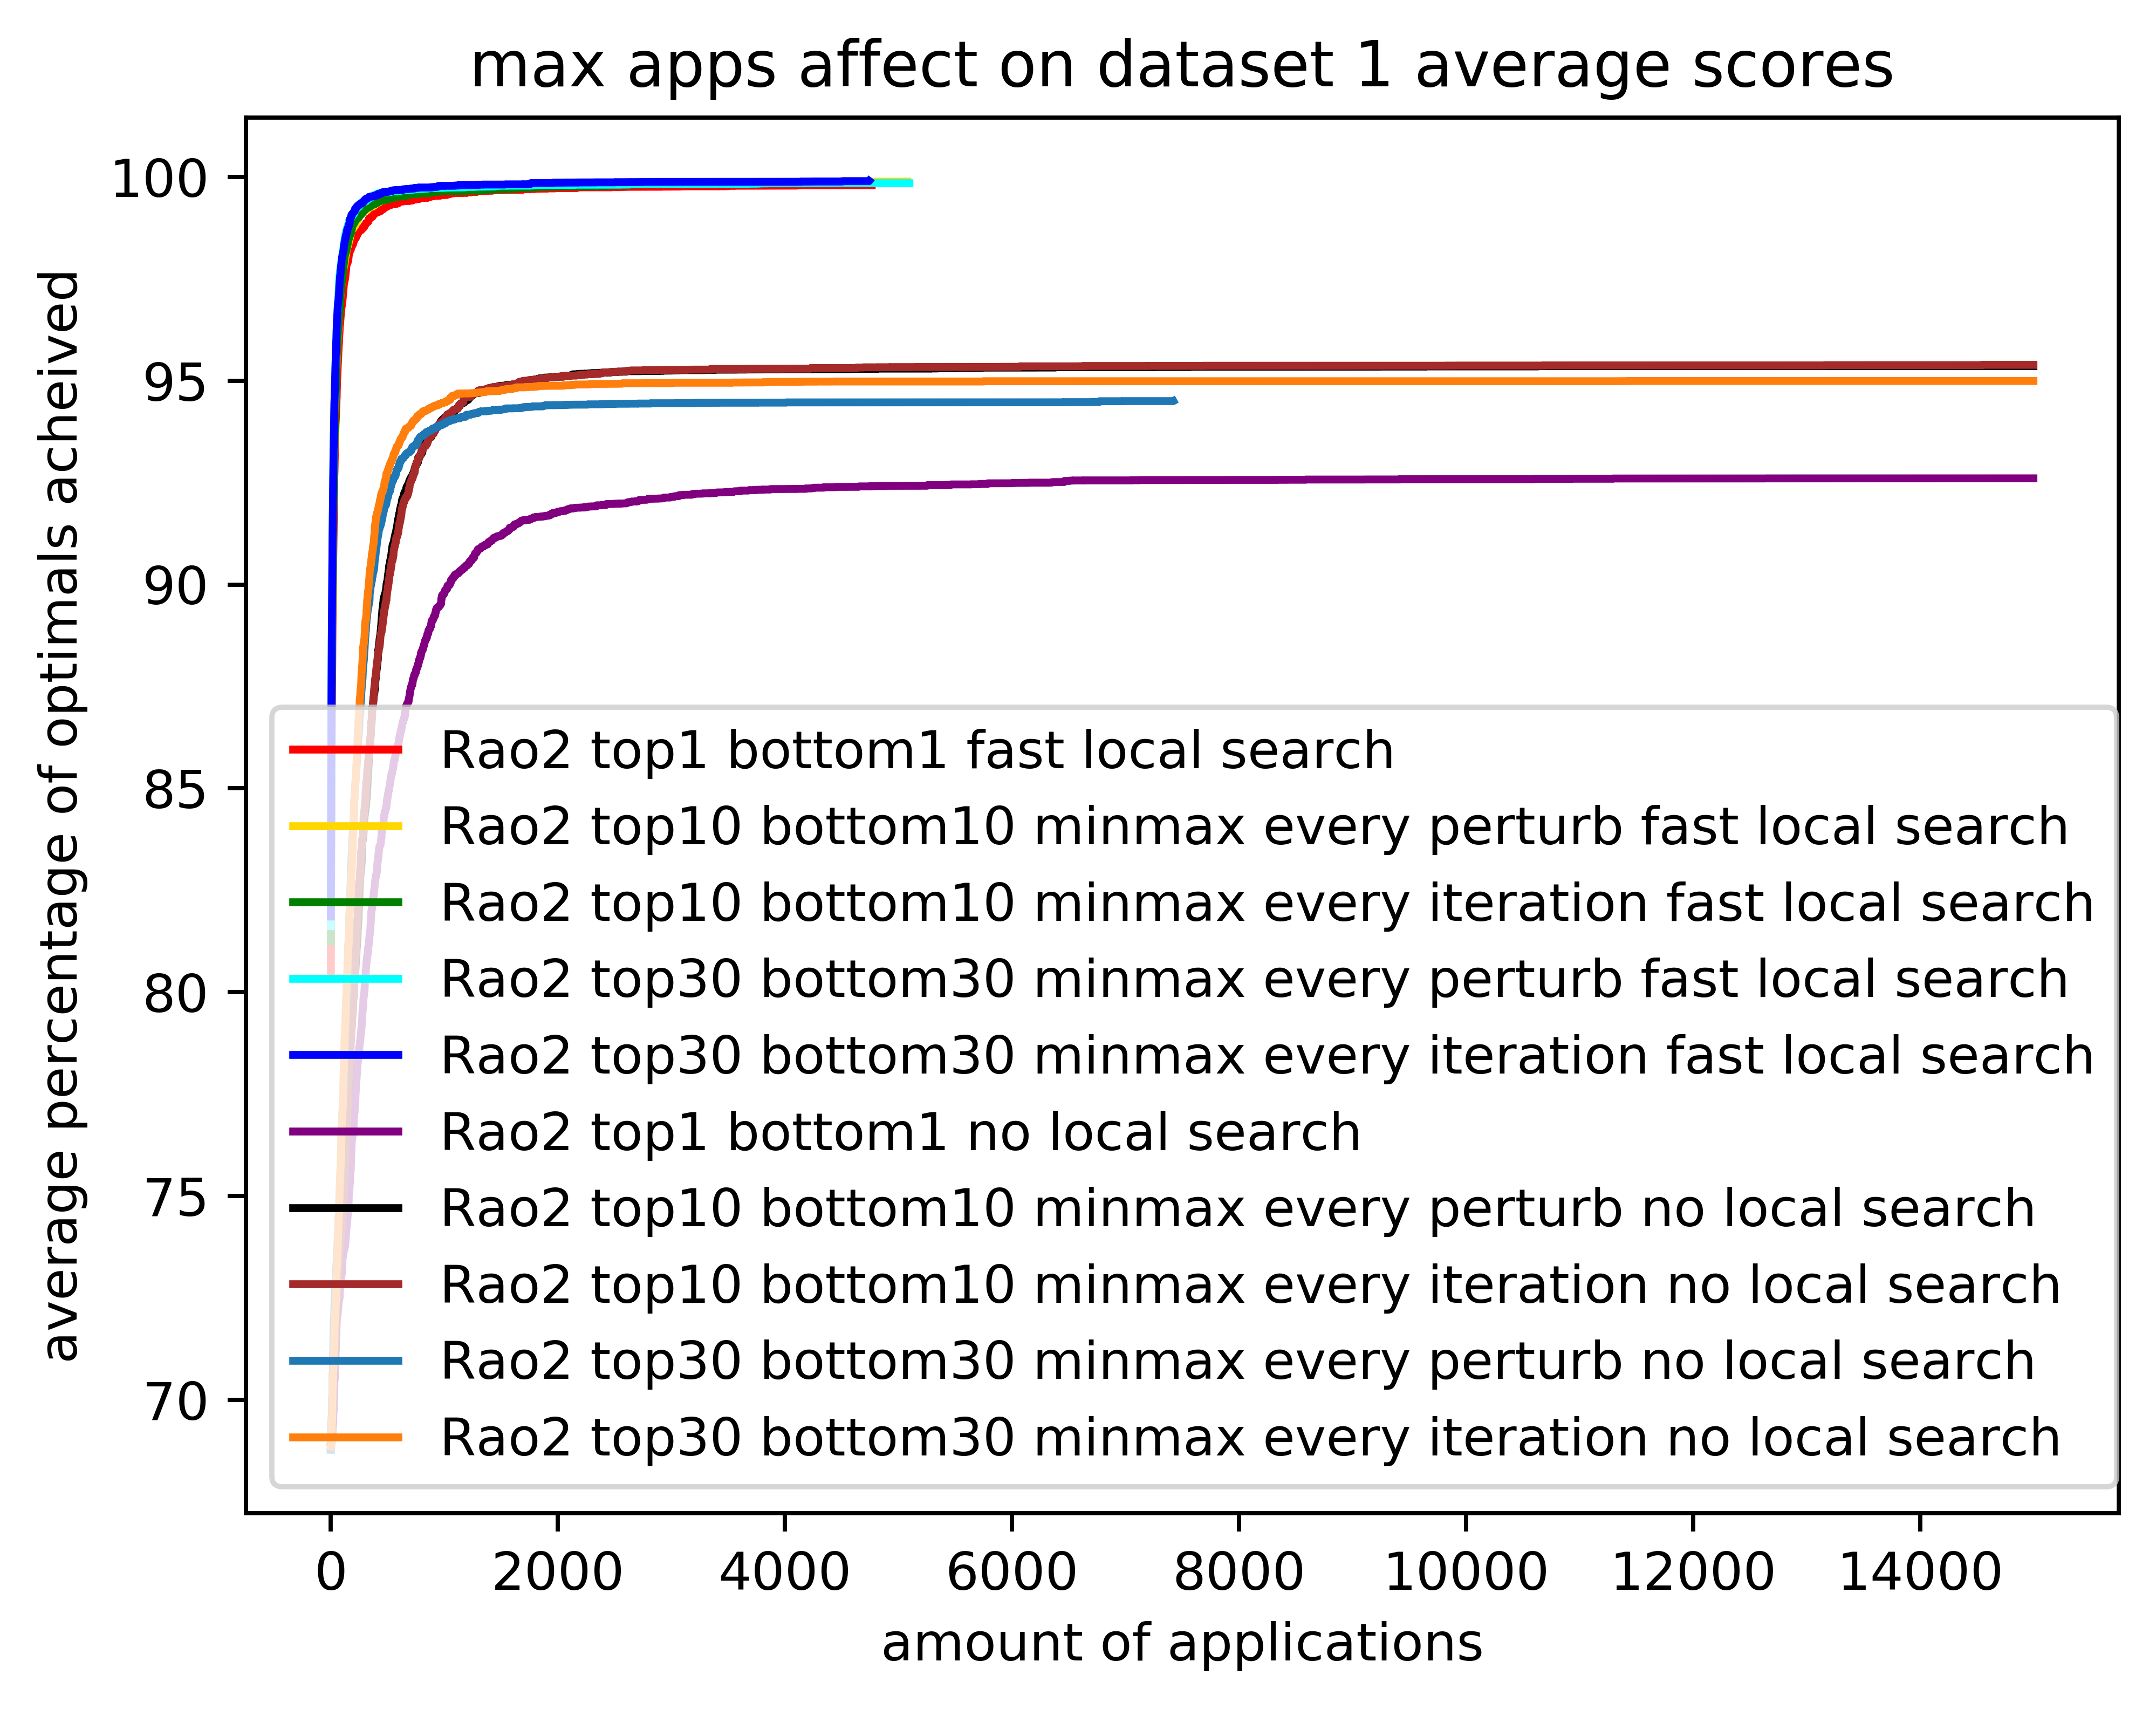 max apps affect on dataset 1 average scores
100
95
90
85
80
75
70
average percentage of optimals acheived
Rao2 top1 bottom1 fast local search
Rao2 top10 bottom10 minmax every perturb fast local search
Rao2 top10 bottom10 minmax every iteration fast local search
Rao2 top30 bottom30 minmax every perturb fast local search
Rao2 top30 bottom30 minmax every iteration fast local search
Rao2 top1 bottom1 no local search
Rao2 top10 bottom10 minmax every perturb no local search
Rao2 top10 bottom10 minmax every iteration no local search
Rao2 top30 bottom30 minmax every perturb no local search
Rao2 top30 bottom30 minmax every iteration no local search
0 2000 4000 6000 8000 10000 12000 14000
amount of applications